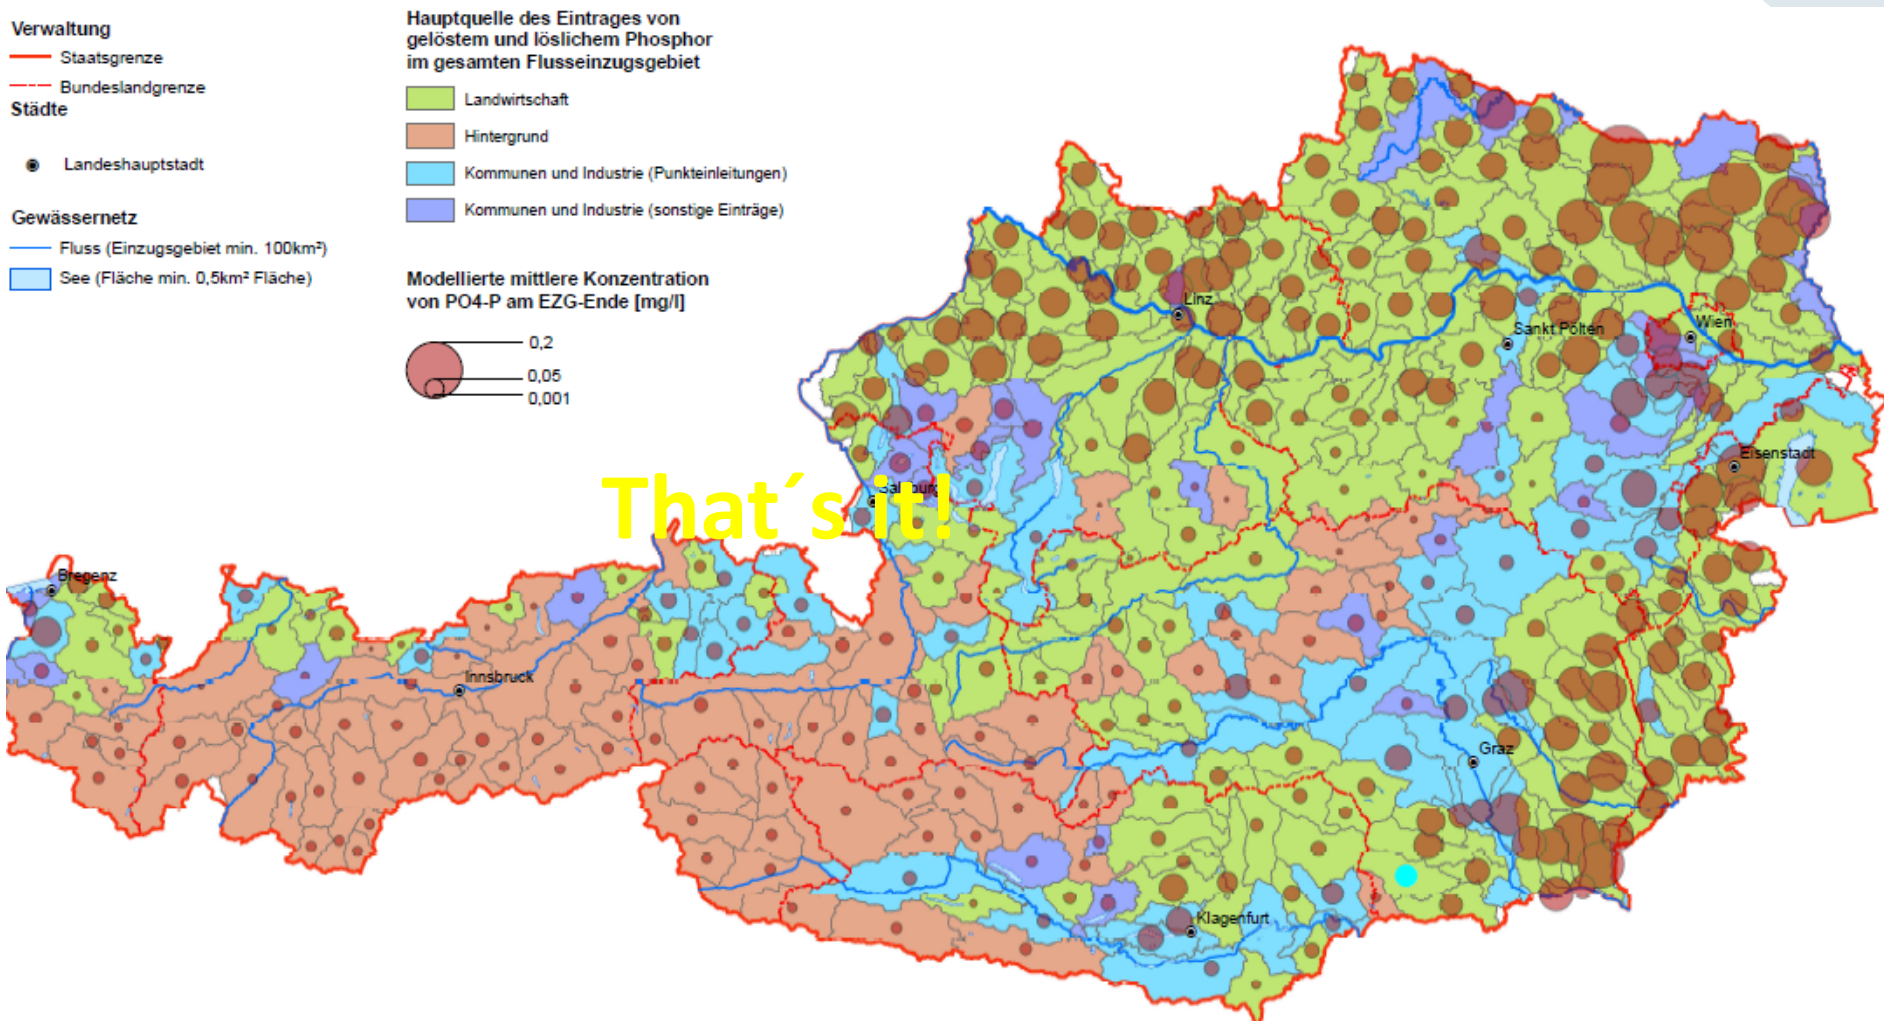 Verwaltung
Staatsgrenze
Bundeslandgrenze
Städte
Landeshauptstadt
Gewässernetz
Fluss (Einzugsgebiet min. 100km²)
See (Fläche min. 0,5km² Fläche)
Hauptquelle des Eintrages von
gelöstem und löslichem Phosphor
im gesamten Flusseinzugsgebiet
Landwirtschaft
Hintergrund
Kommunen und Industrie (Punkteinleitungen)
Kommunen und Industrie (sonstige Einträge)
Modellierte mittlere Konzentration
von PO4-P am EZG-Ende [mg/l]
0,2
0,05
0,001
Linz
Sankt Pölten
Wien
Eisenstadt
Salzburg
That´s it!
Bregenz
Innsbruck
Graz
Klagenfurt